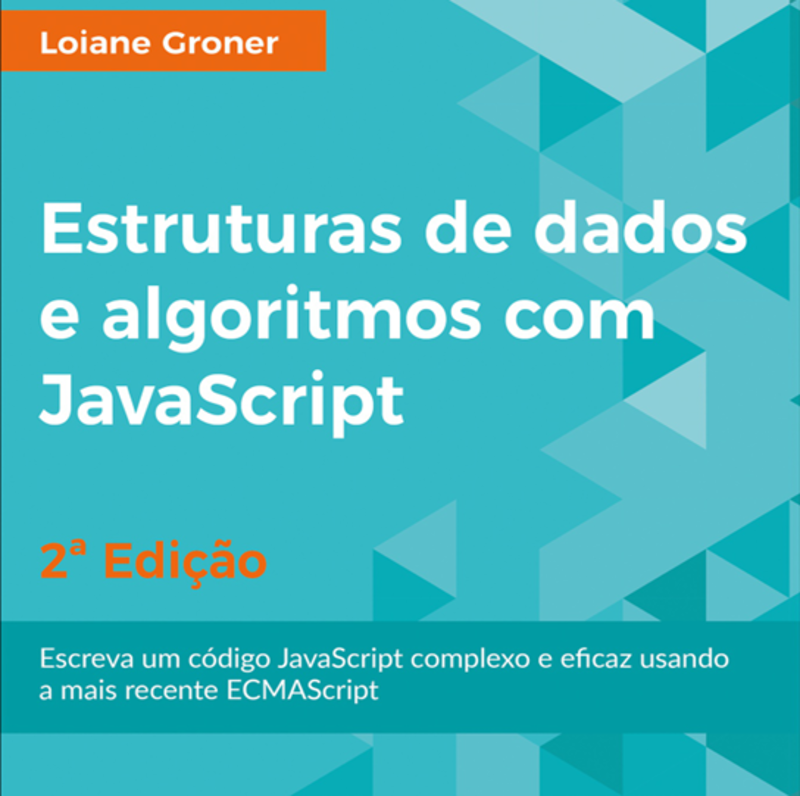 Loiane Groner
Estruturas de dados
e algoritmos com
JavaScript
2ª Edição
Escreva um código JavaScript complexo e eficaz usando
a mais recente ECMAScript